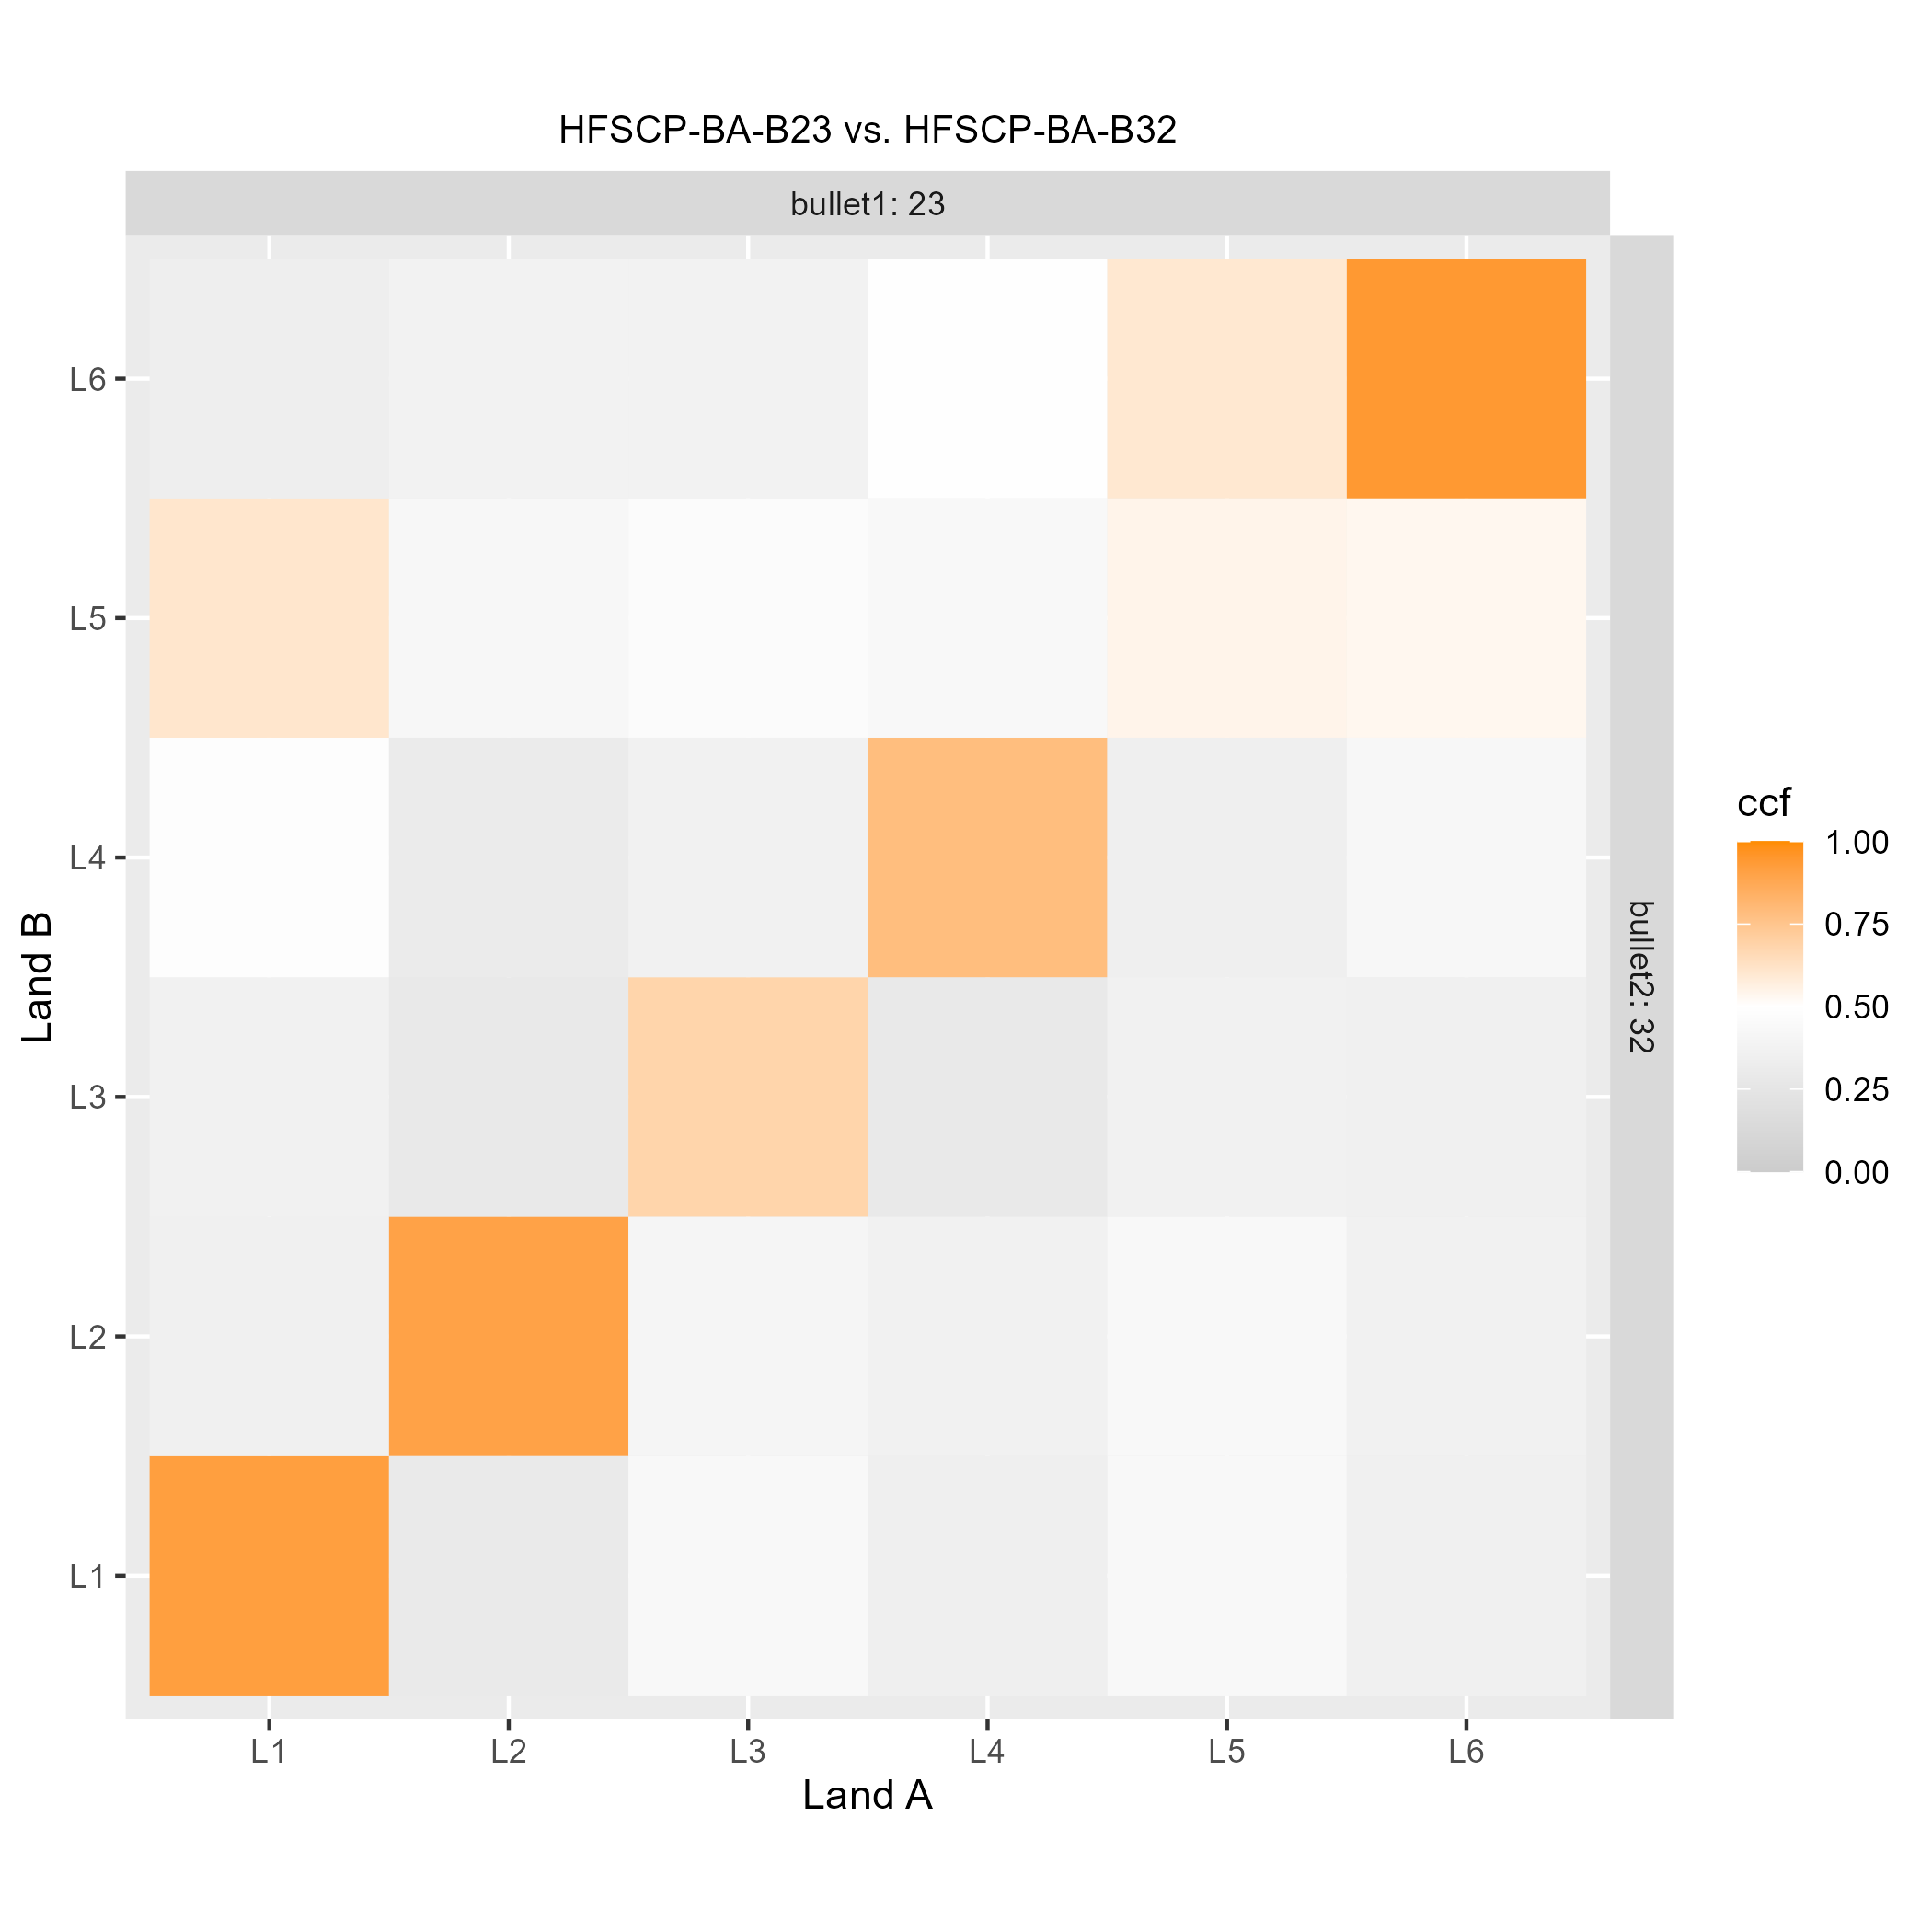 HFSCP-BA-B23 vs. HFSCP-BA-B32
bullet1: 23
L6
L5
L4
L3
L2
L1
Land B
bullet2: 32
L1 L2 L3 L4 L5 L6
Land A
ccf
1.00
0.75
0.50
0.25
0.00